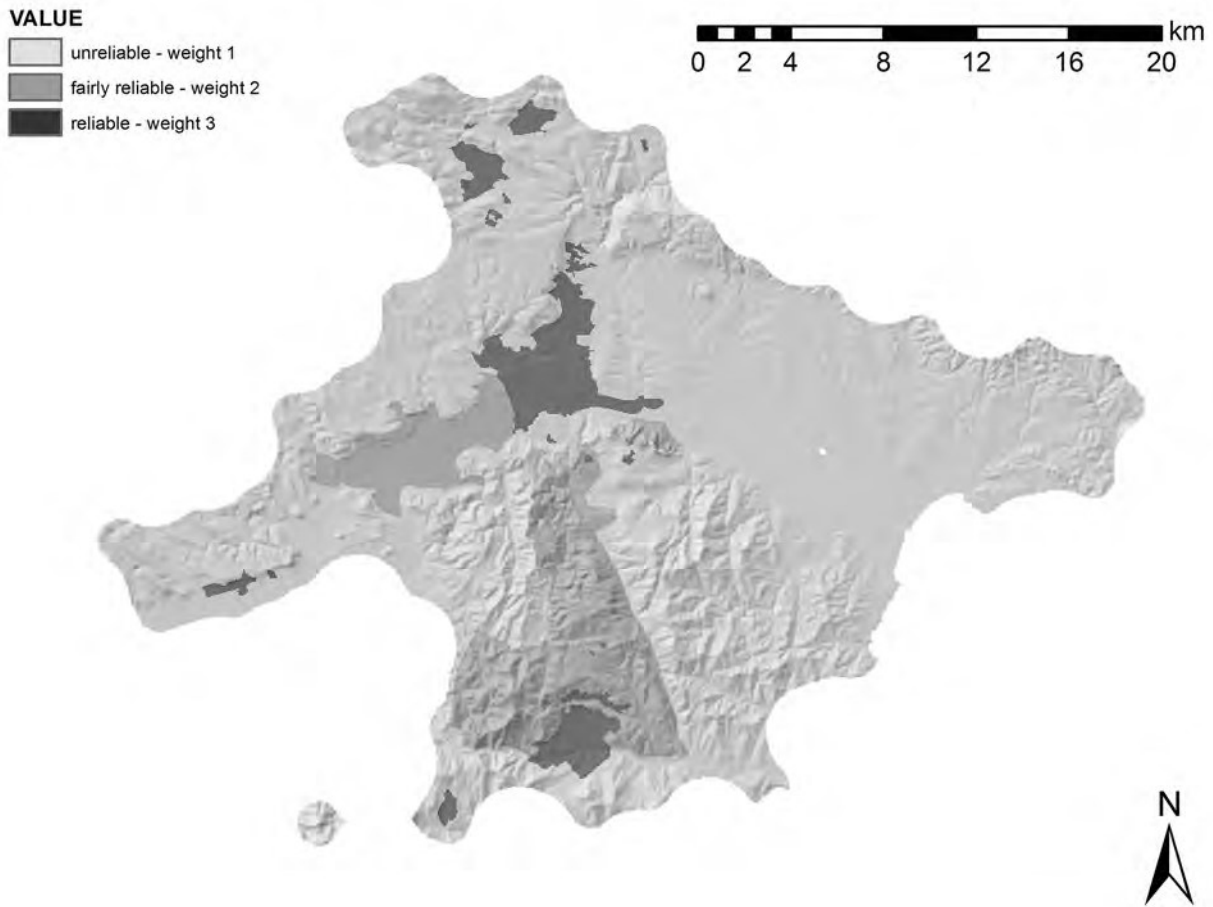 VALUE
unreliable - weight 1
fairly reliable - weight 2
reliable - weight 3
km
0 2 4 8 12 16 20
N